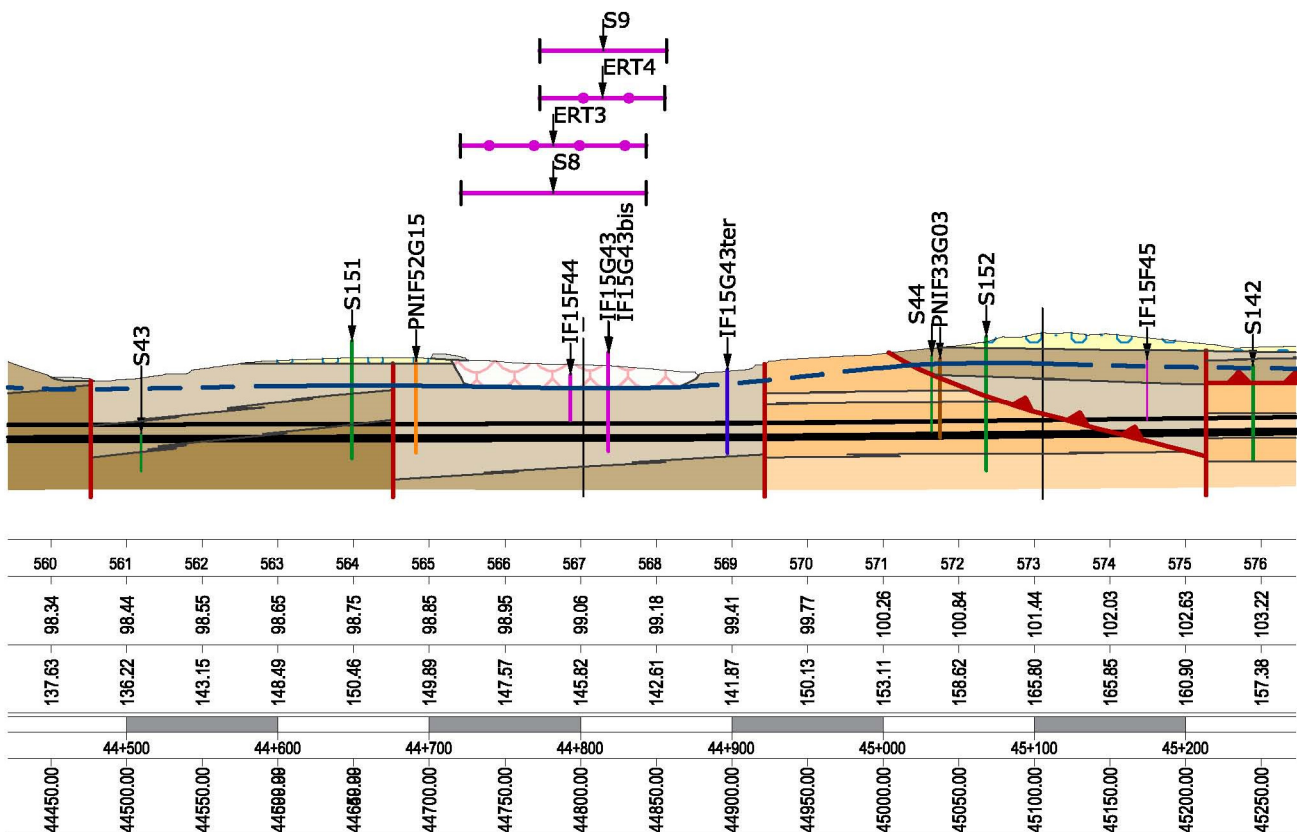 S9
ERT4
ERT3
S8
S43
S151
PNIF52G15
IF15F44
IF15G43
IF15G43bis
IF15G43ter
S44
PNIF33G03
S152
IF15F45
S142
560 561 562 563 564 565 566 567 568 569 570 571 572 573 574 575 576
98.34 98.44 98.55 98.65 98.75 98.85 98.95 99.06 99.18 99.41 99.77 100.26 100.84 101.44 102.03 102.63 103.22
137.63 136.22 143.15 148.49 150.46 149.89 147.57 145.82 142.61 141.87 150.13 153.11 158.62 165.80 165.85 160.90 157.38
44+500 44+600 44+700 44+800 44+900 45+000 45+100 45+200
44450.00 44500.00 44550.00 44700.00 44750.00 44800.00 44850.00 44900.00 44950.00 45000.00 45050.00 45100.00 45150.00 45200.00 45250.00